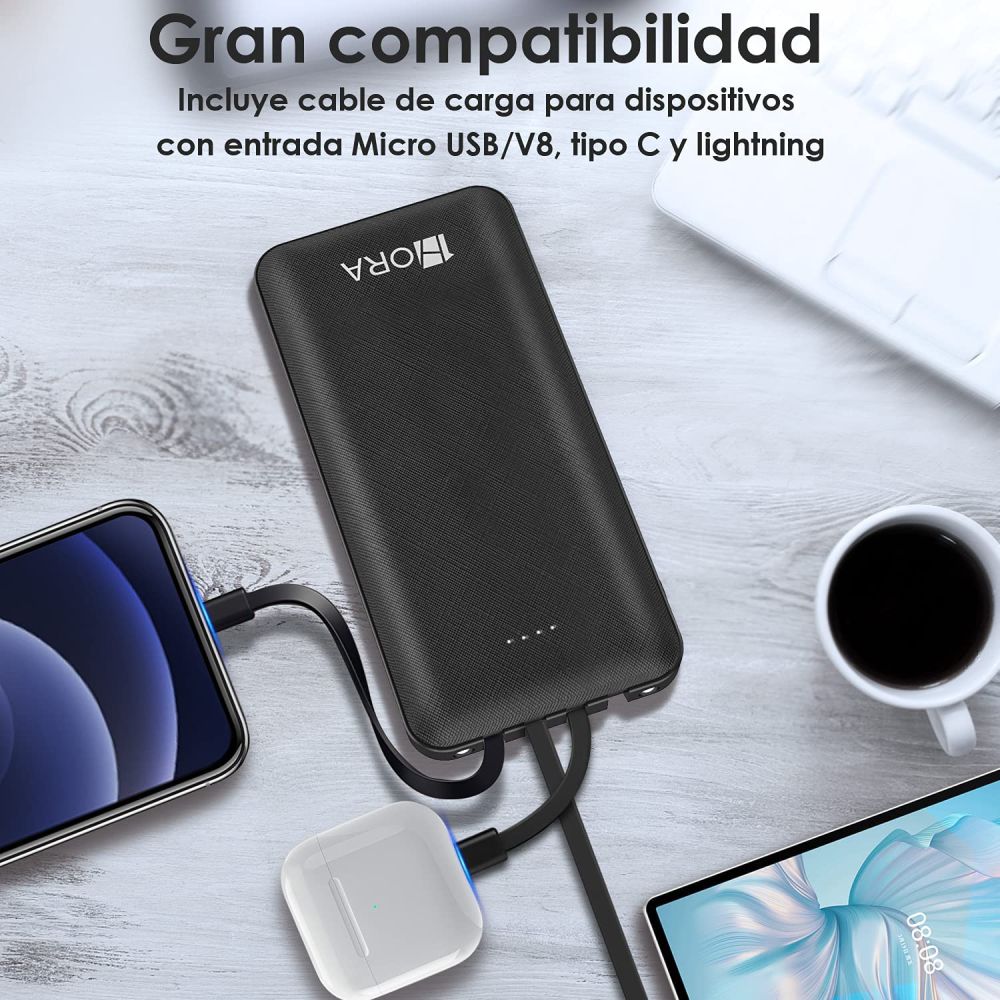 Gran compatibilidad
Incluye cable de carga para dispositivos
con entrada Micro USB/V8, tipo C y lightning
1HORA
08:08